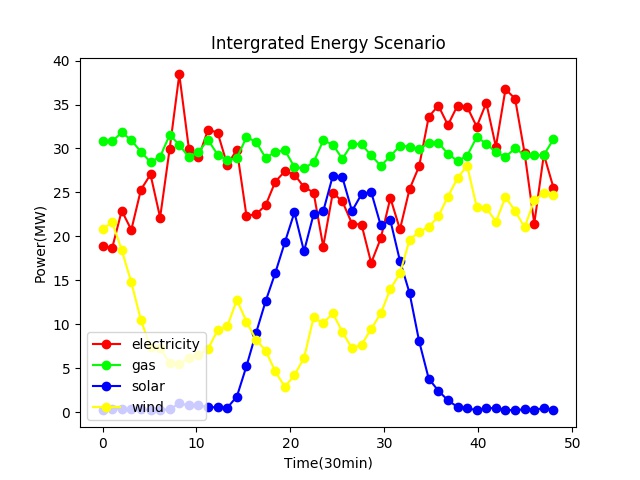 Intergrated Energy Scenario
Power(MW)
40
35
30
25
20
15
10
5
0
electricity
gas
solar
wind
0 10 20 30 40 50
Time(30min)